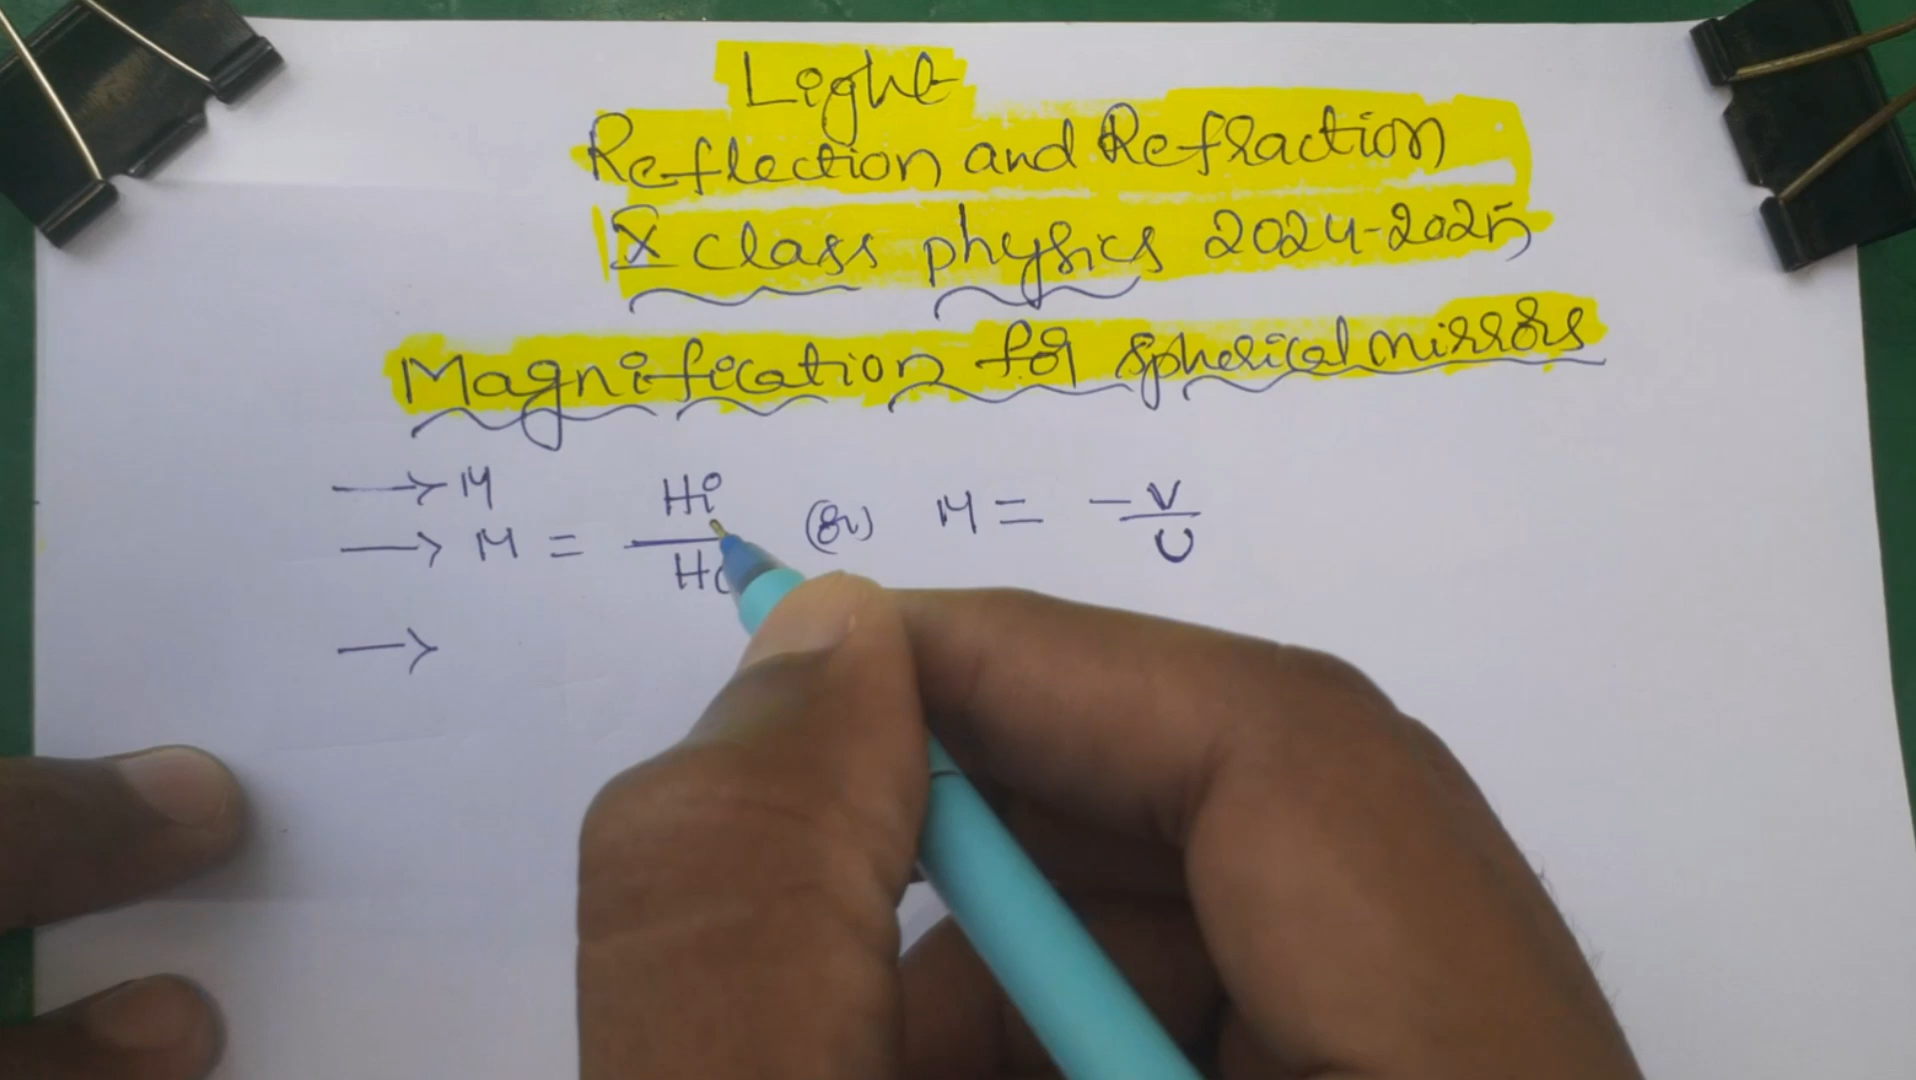 Light
Reflection and Refraction
X class physics 2024-2025
Magnification for spherical mirrors
→ M
→ M = Hi/Ho (or) M = -V/U
→